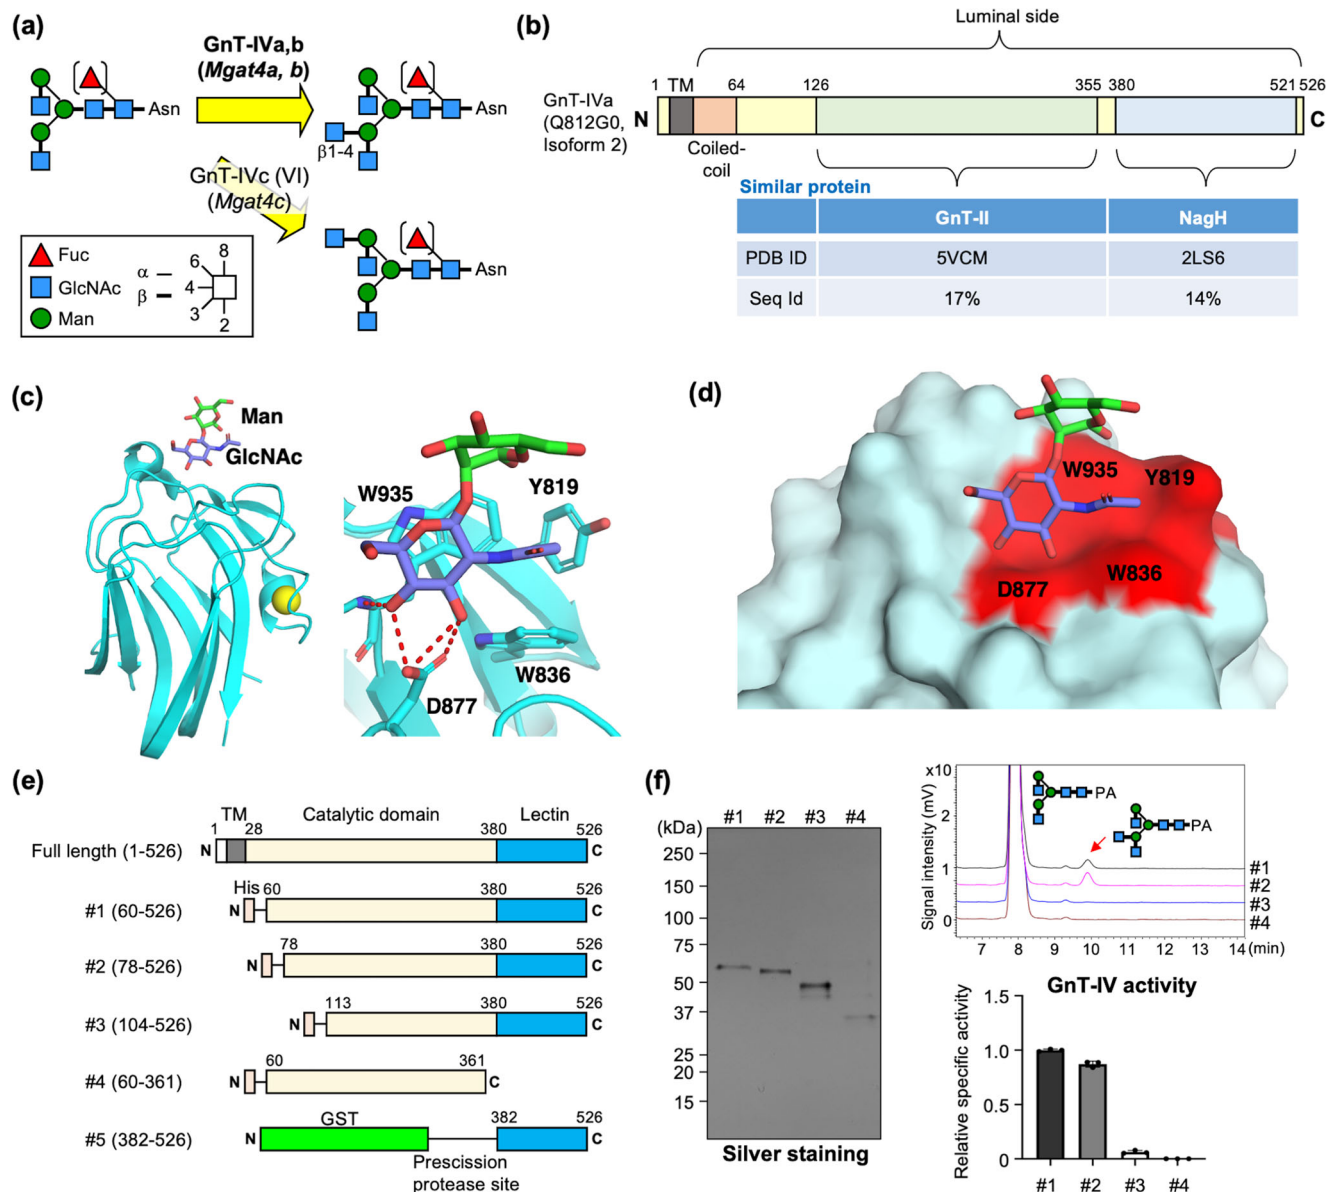 (a)
GnT-IVa,b
(Mgat4a, b)
Asn
Asn
β1-4
GnT-IVc (VI)
(Mgat4c)
Asn
Fuc
GlcNAc
Man
α
β
8
6
4
3
2
(b)
Luminal side
1
TM
64
126
355
380
521
526
GnT-IVa
(Q812G0,
Isoform 2)
N
C
Coiled-
coil
Similar protein
GnT-II
NagH
PDB ID
5VCM
2LS6
Seq Id
17%
14%
(c)
Man
GlcNAc
W935
Y819
W836
D877
(d)
W935
Y819
D877
W836
(e)
TM
Catalytic domain
Lectin
1
28
380
526
Full length (1-526)
N
C
His
60
380
526
#1 (60-526)
N
C
78
380
526
#2 (78-526)
N
C
113
380
526
#3 (104-526)
N
C
60
361
#4 (60-361)
N
C
GST
382
526
#5 (382-526)
N
C
Prescission
protease site
(f)
(kDa)
#1
#2
#3
#4
250
150
100
75
50
37
25
20
15
Silver staining
x10
Signal intensity (mV)
2
1
0
PA
PA
#1
#2
#3
#4
7
8
9
10
11
12
13
14
(min)
GnT-IV activity
Relative specific activity
1.5
1.0
0.5
0
#1
#2
#3
#4